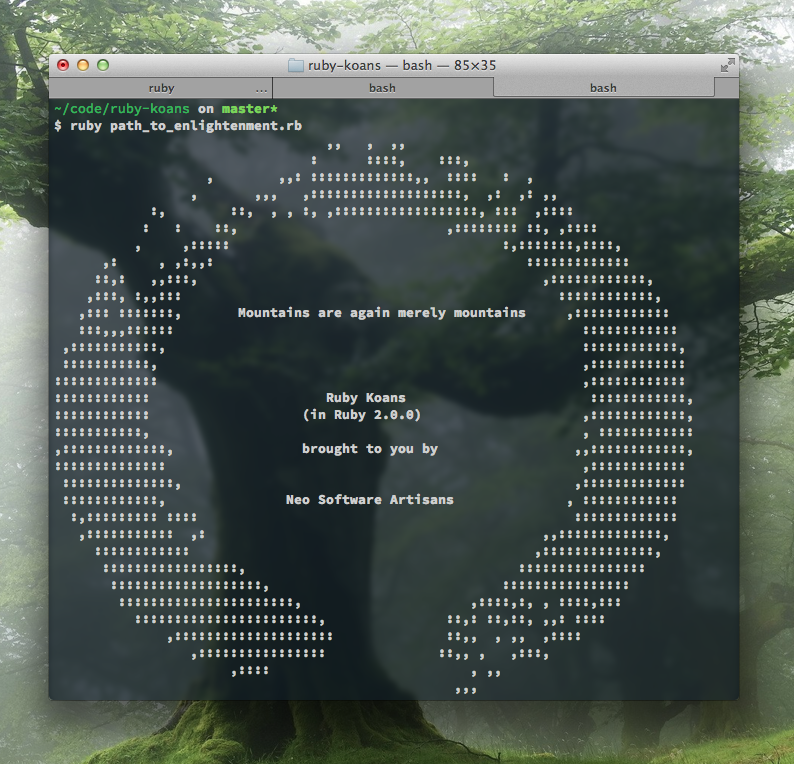 ruby-koans — bash — 85×35
ruby ... bash bash
~/code/ruby-koans on master*
$ ruby path_to_enlightenment.rb
Mountains are again merely mountains
Ruby Koans
(in Ruby 2.0.0)
brought to you by
Neo Software Artisans